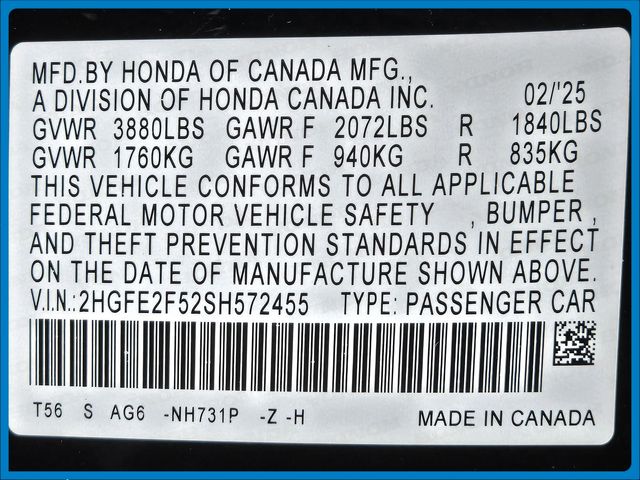 MFD.BY HONDA OF CANADA MFG.,
A DIVISION OF HONDA CANADA INC. 02/'25
GVWR 3880LBS GAWR F 2072LBS R 1840LBS
GVWR 1760KG GAWR F 940KG R 835KG
THIS VEHICLE CONFORMS TO ALL APPLICABLE
FEDERAL MOTOR VEHICLE SAFETY , BUMPER ,
AND THEFT PREVENTION STANDARDS IN EFFECT
ON THE DATE OF MANUFACTURE SHOWN ABOVE.
V.I.N.:2HGFE2F52SH572455 TYPE: PASSENGER CAR
T56 S AG6 -NH731P -Z -H MADE IN CANADA